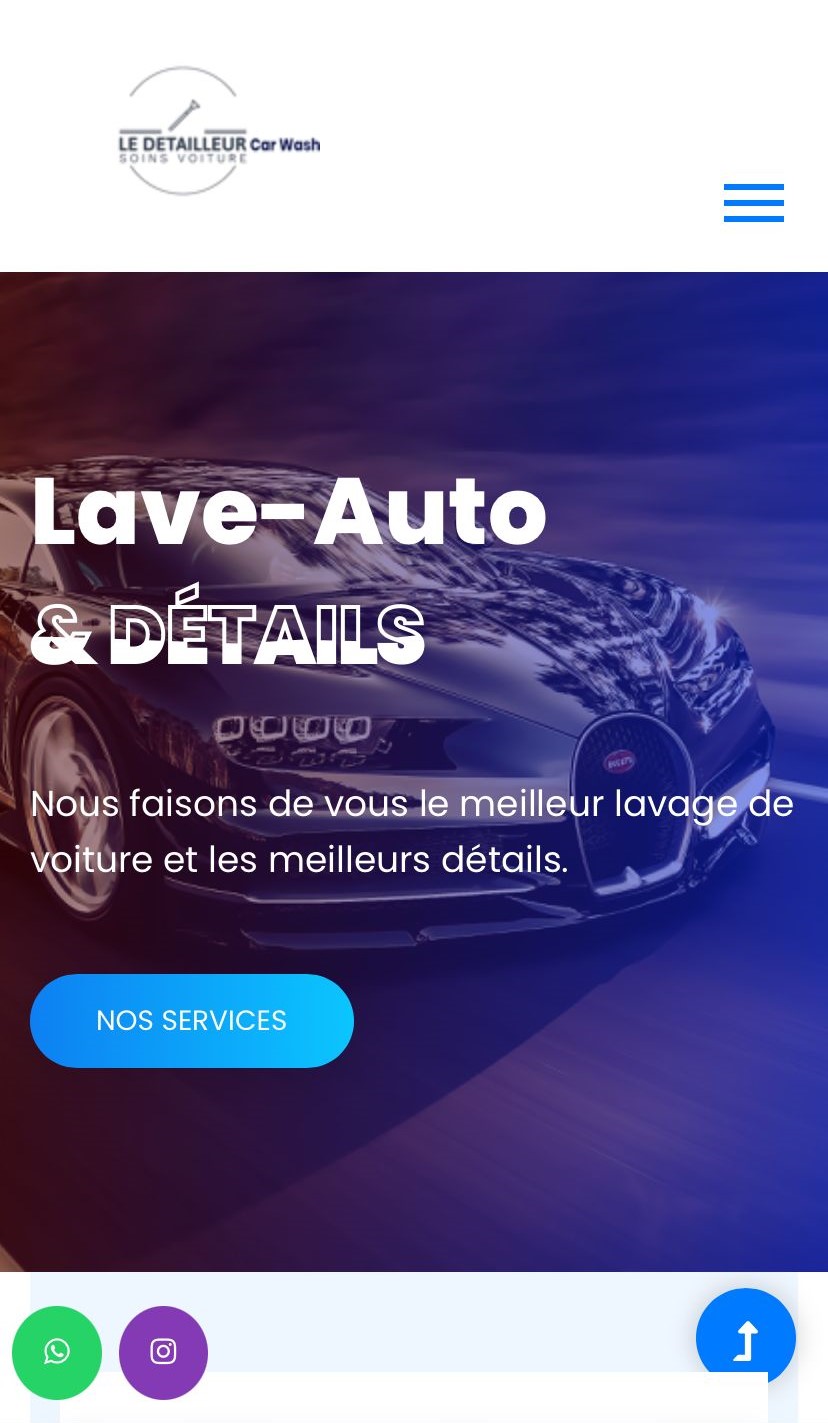 LE DETAILLEUR Car Wash
SOINS VOITURE
Lave-Auto
& DÉTAILS
Nous faisons de vous le meilleur lavage de
voiture et les meilleurs détails.
NOS SERVICES